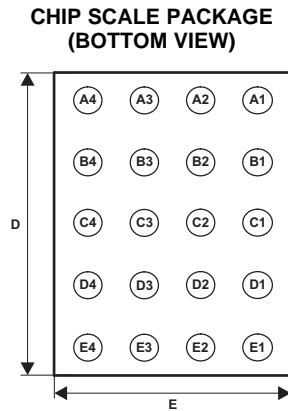 CHIP SCALE PACKAGE
(BOTTOM VIEW)
A4 A3 A2 A1
B4 B3 B2 B1
D
C4 C3 C2 C1
D4 D3 D2 D1
E4 E3 E2 E1
E